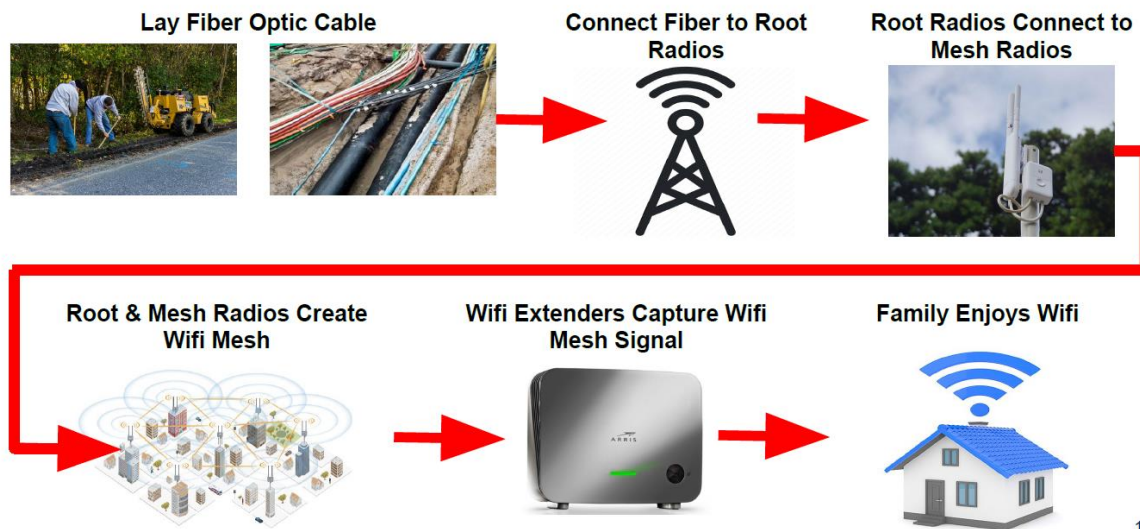 Lay Fiber Optic Cable
Connect Fiber to Root
Radios
Root Radios Connect to
Mesh Radios
Root & Mesh Radios Create
Wifi Mesh
Wifi Extenders Capture Wifi
Mesh Signal
Family Enjoys Wifi
ARRIS
1